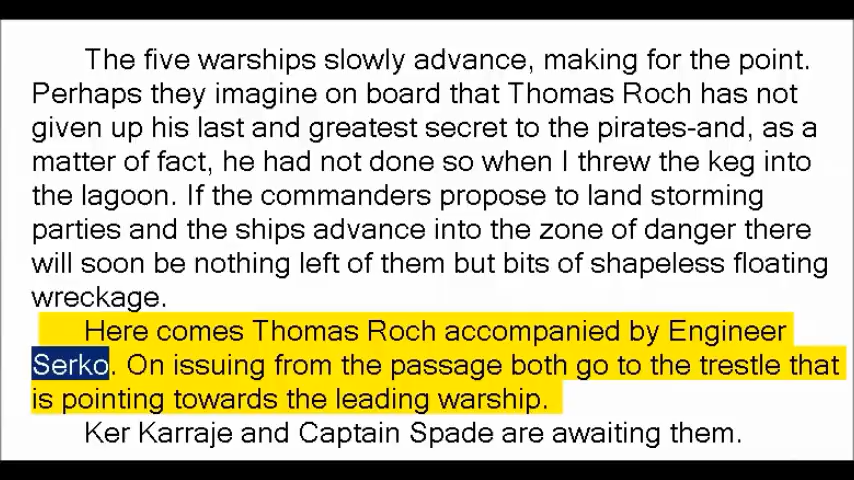 The five warships slowly advance, making for the point.
Perhaps they imagine on board that Thomas Roch has not
given up his last and greatest secret to the pirates-and, as a
matter of fact, he had not done so when I threw the keg into
the lagoon. If the commanders propose to land storming
parties and the ships advance into the zone of danger there
will soon be nothing left of them but bits of shapeless floating
wreckage.
Here comes Thomas Roch accompanied by Engineer
Serko. On issuing from the passage both go to the trestle that
is pointing towards the leading warship.
Ker Karraje and Captain Spade are awaiting them.